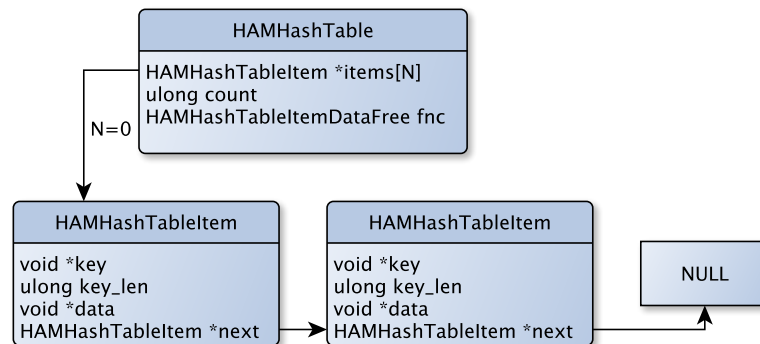 HAMHashTable
HAMHashTableItem *items[N]
ulong count
HAMHashTableItemDataFree fnc
N=0
HAMHashTableItem
void *key
ulong key_len
void *data
HAMHashTableItem *next
HAMHashTableItem
void *key
ulong key_len
void *data
HAMHashTableItem *next
NULL